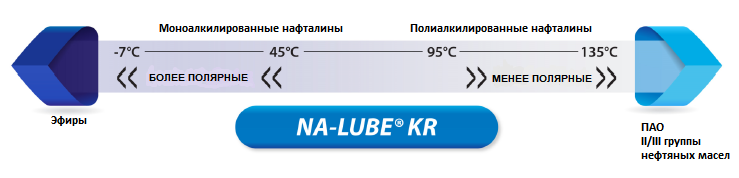 Моноалкилированные нафталины
Полиалкилированные нафталины
-7°C
45°C
95°C
135°C
БОЛЕЕ ПОЛЯРНЫЕ
МЕНЕЕ ПОЛЯРНЫЕ
Эфиры
NA-LUBE® KR
ПАО
II/III группы
нефтяных масел